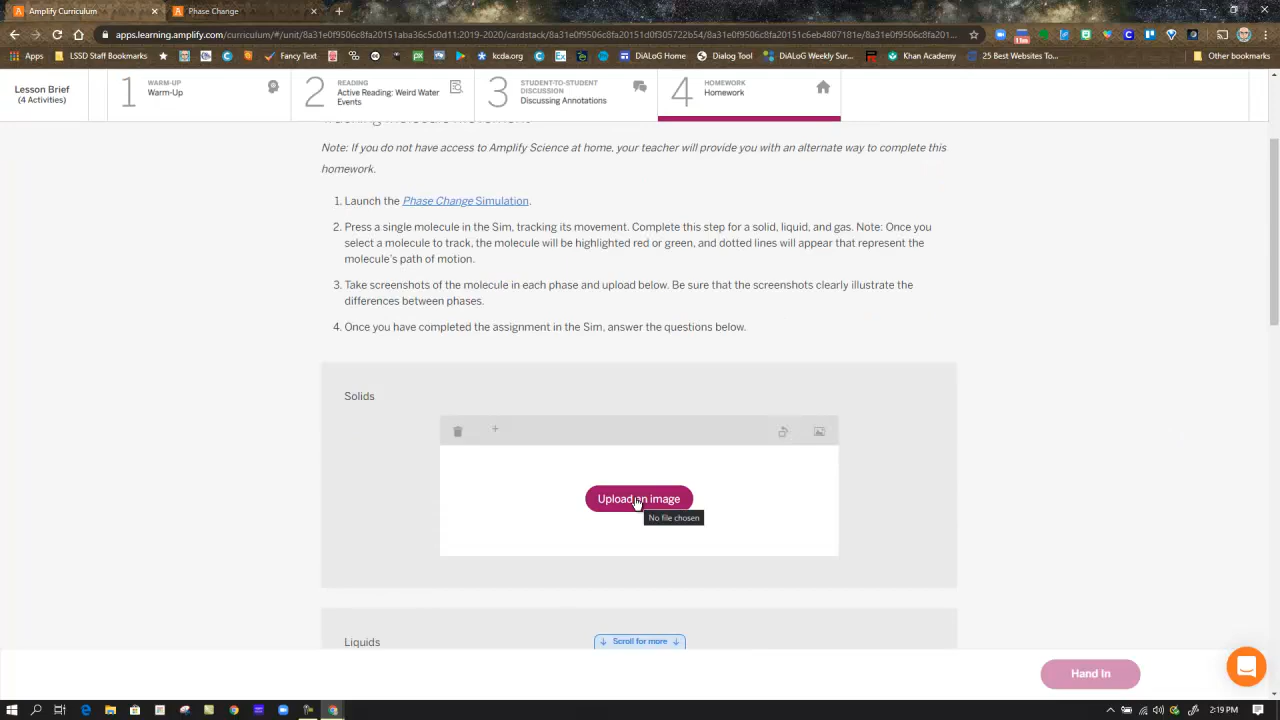 Amplify Curriculum
Phase Change
apps.learning.amplify.com/curriculum/#/unit/8a31e0f9506c8fa20151aba36c5c0d11:2019-2020/cardstack/8a31e0f9506c8fa20151d0f305722b54/8a31e0f9506c8fa20151c6eb4807181e/8a31e0f9506c8fa201...
Apps
LSSD Staff Bookmarks
Fancy Tell
kcda.org
DiALoG Home
Dialog Tool
DiALoG Weekly Sur...
Khan Academy
25 Best Websites To...
Other bookmarks
Lesson Brief
(4 Activities)
1
WARM-UP
Warm-Up
2
READING
Active Reading: Weird Water
Events
3
STUDENT-TO-STUDENT
DISCUSSION
Discussing Annotations
4
HOMEWORK
Homework
Note: If you do not have access to Amplify Science at home, your teacher will provide you with an alternate way to complete this
homework.
1. Launch the Phase Change Simulation.
2. Press a single molecule in the Sim, tracking its movement. Complete this step for a solid, liquid, and gas. Note: Once you
select a molecule to track, the molecule will be highlighted red or green, and dotted lines will appear that represent the
molecule's path of motion.
3. Take screenshots of the molecule in each phase and upload below. Be sure that the screenshots clearly illustrate the
differences between phases.
4. Once you have completed the assignment in the Sim, answer the questions below.
Solids
Upload an image
No file chosen
Liquids
Scroll for more
Hand In
2:19 PM